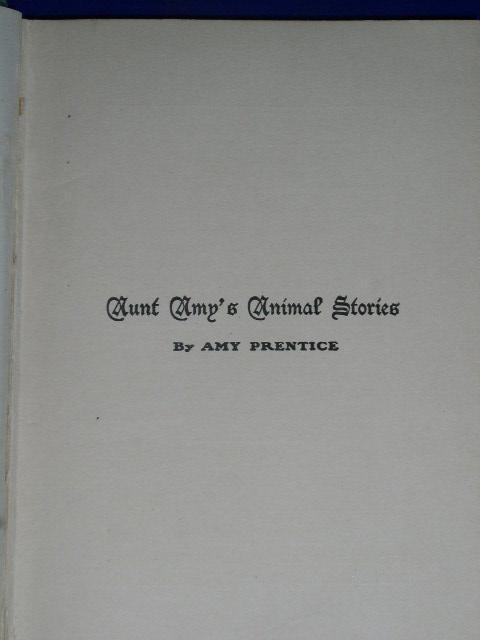 Aunt Amy's Animal Stories
By AMY PRENTICE